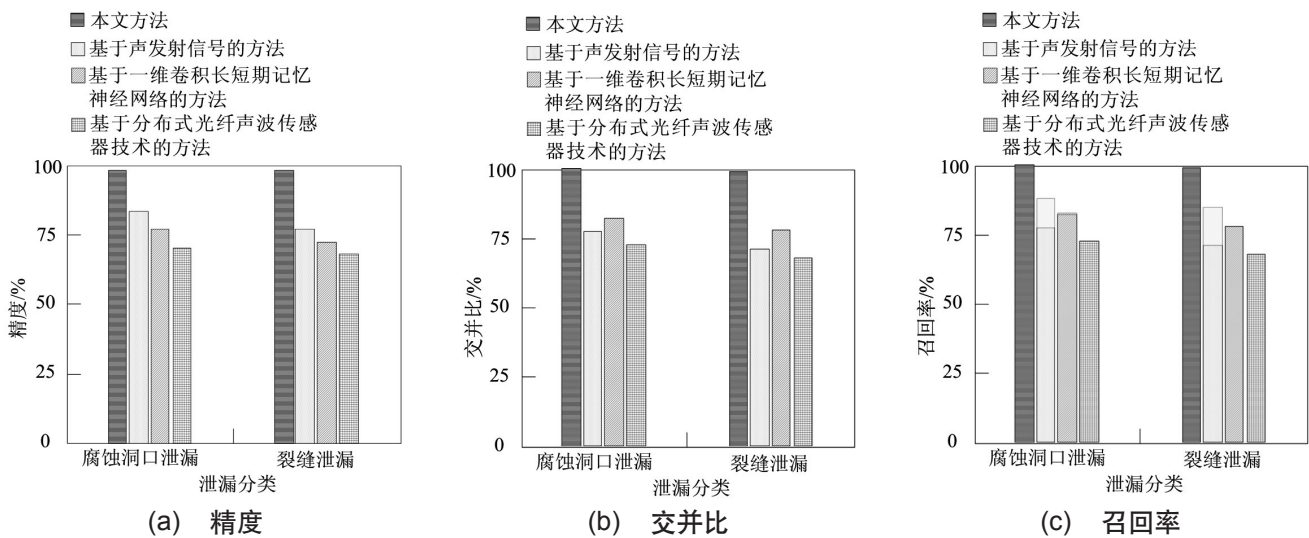 本文方法
基于声发射信号的方法
基于一维卷积长短期记忆
神经网络的方法
基于分布式光纤声波传感
器技术的方法
100
75
50
25
0
精度/%
腐蚀洞口泄漏
裂缝泄漏
泄漏分类
(a) 精度
本文方法
基于声发射信号的方法
基于一维卷积长短期记忆
神经网络的方法
基于分布式光纤声波传感
器技术的方法
100
75
50
25
0
交并比/%
腐蚀洞口泄漏
裂缝泄漏
泄漏分类
(b) 交并比
本文方法
基于声发射信号的方法
基于一维卷积长短期记忆
神经网络的方法
基于分布式光纤声波传感
器技术的方法
100
75
50
25
0
召回率/%
腐蚀洞口泄漏
裂缝泄漏
泄漏分类
(c) 召回率